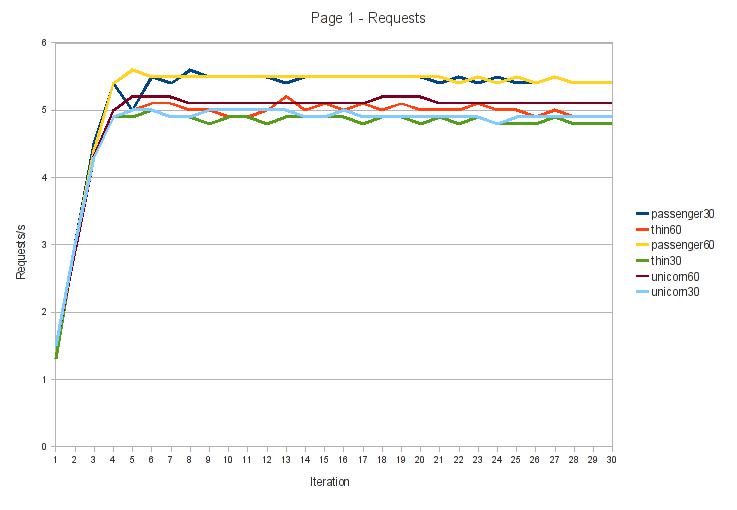 Page 1 - Requests
6
5
4
3
2
1
0
Requests/s
1 2 3 4 5 6 7 8 9 10 11 12 13 14 15 16 17 18 19 20 21 22 23 24 25 26 27 28 29 30
Iteration
passenger30
thin60
passenger60
thin30
unicorn60
unicorn30